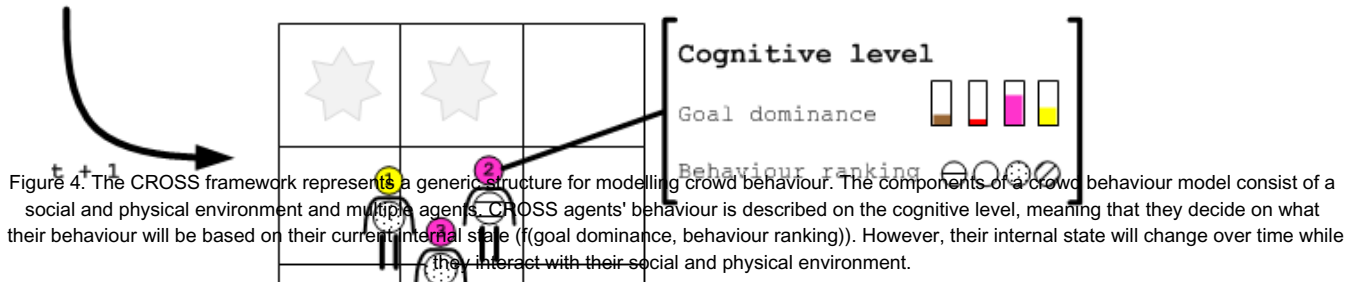 Cognitive level
Goal dominance
Behaviour ranking
t + 1
1
2
3
Figure 4. The CROSS framework represents a generic structure for modelling crowd behaviour. The components of a crowd behaviour model consist of a
social and physical environment and multiple agents. CROSS agents' behaviour is described on the cognitive level, meaning that they decide on what
their behaviour will be based on their current internal state (f(goal dominance, behaviour ranking)). However, their internal state will change over time while
they interact with their social and physical environment.